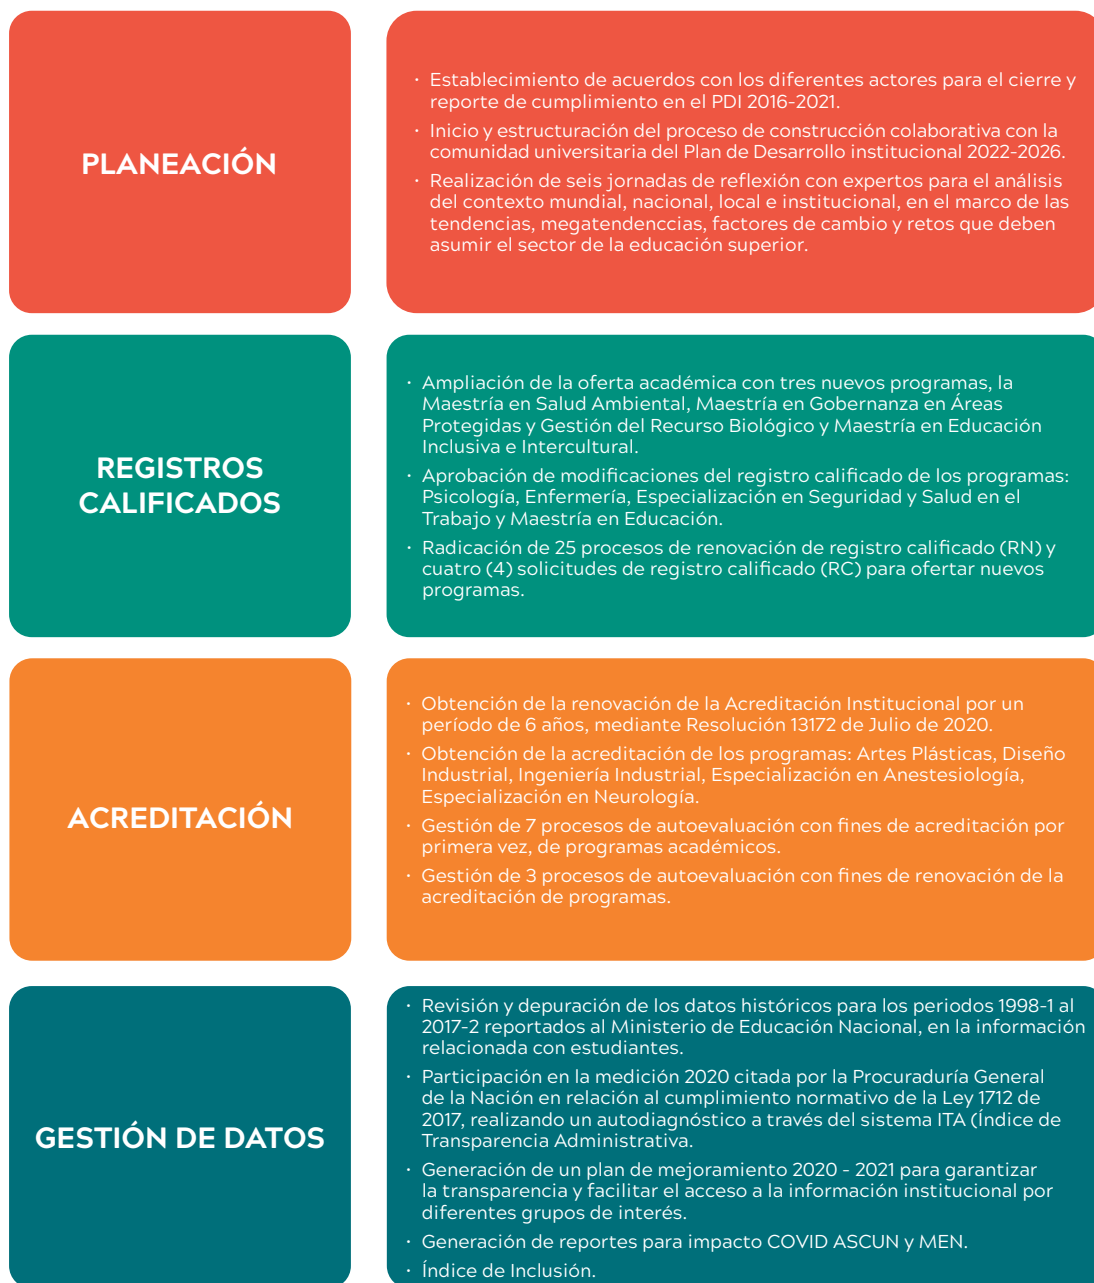 PLANEACIÓN
· Establecimiento de acuerdos con los diferentes actores para el cierre y
reporte de cumplimiento en el PDI 2016-2021.
· Inicio y estructuración del proceso de construcción colaborativa con la
comunidad universitaria del Plan de Desarrollo institucional 2022-2026.
· Realización de seis jornadas de reflexión con expertos para el análisis
del contexto mundial, nacional, local e institucional, en el marco de las
tendencias, megatendenccias, factores de cambio y retos que deben
asumir el sector de la educación superior.
REGISTROS
CALIFICADOS
· Ampliación de la oferta académica con tres nuevos programas, la
Maestría en Salud Ambiental, Maestría en Gobernanza en Áreas
Protegidas y Gestión del Recurso Biológico y Maestría en Educación
Inclusiva e Intercultural.
· Aprobación de modificaciones del registro calificado de los programas:
Psicología, Enfermería, Especialización en Seguridad y Salud en el
Trabajo y Maestría en Educación.
· Radicación de 25 procesos de renovación de registro calificado (RN) y
cuatro (4) solicitudes de registro calificado (RC) para ofertar nuevos
programas.
ACREDITACIÓN
· Obtención de la renovación de la Acreditación Institucional por un
período de 6 años, mediante Resolución 13172 de Julio de 2020.
· Obtención de la acreditación de los programas: Artes Plásticas, Diseño
Industrial, Ingeniería Industrial, Especialización en Anestesiología,
Especialización en Neurología.
· Gestión de 7 procesos de autoevaluación con fines de acreditación por
primera vez, de programas académicos.
· Gestión de 3 procesos de autoevaluación con fines de renovación de la
acreditación de programas.
GESTIÓN DE DATOS
· Revisión y depuración de los datos históricos para los periodos 1998-1 al
2017-2 reportados al Ministerio de Educación Nacional, en la información
relacionada con estudiantes.
· Participación en la medición 2020 citada por la Procuraduría General
de la Nación en relación al cumplimiento normativo de la Ley 1712 de
2017, realizando un autodiagnóstico a través del sistema ITA (Índice de
Transparencia Administrativa.
· Generación de un plan de mejoramiento 2020 - 2021 para garantizar
la transparencia y facilitar el acceso a la información institucional por
diferentes grupos de interés.
· Generación de reportes para impacto COVID ASCUN y MEN.
· Índice de Inclusión.